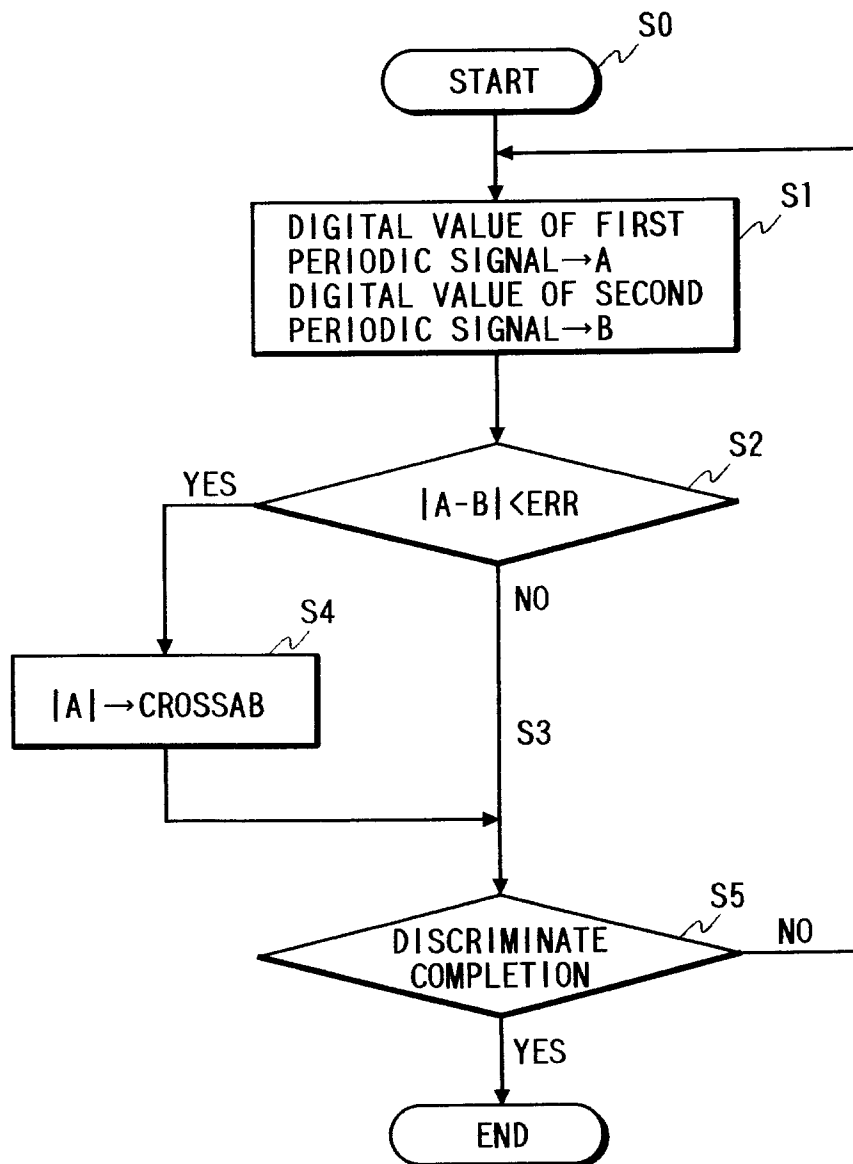 S0
START
S1
DIGITAL VALUE OF FIRST
PERIODIC SIGNAL→A
DIGITAL VALUE OF SECOND
PERIODIC SIGNAL→B
S2
YES
|A-B|<ERR
NO
S4
|A|→CROSSAB
S3
S5
DISCRIMINATE
COMPLETION
NO
YES
END